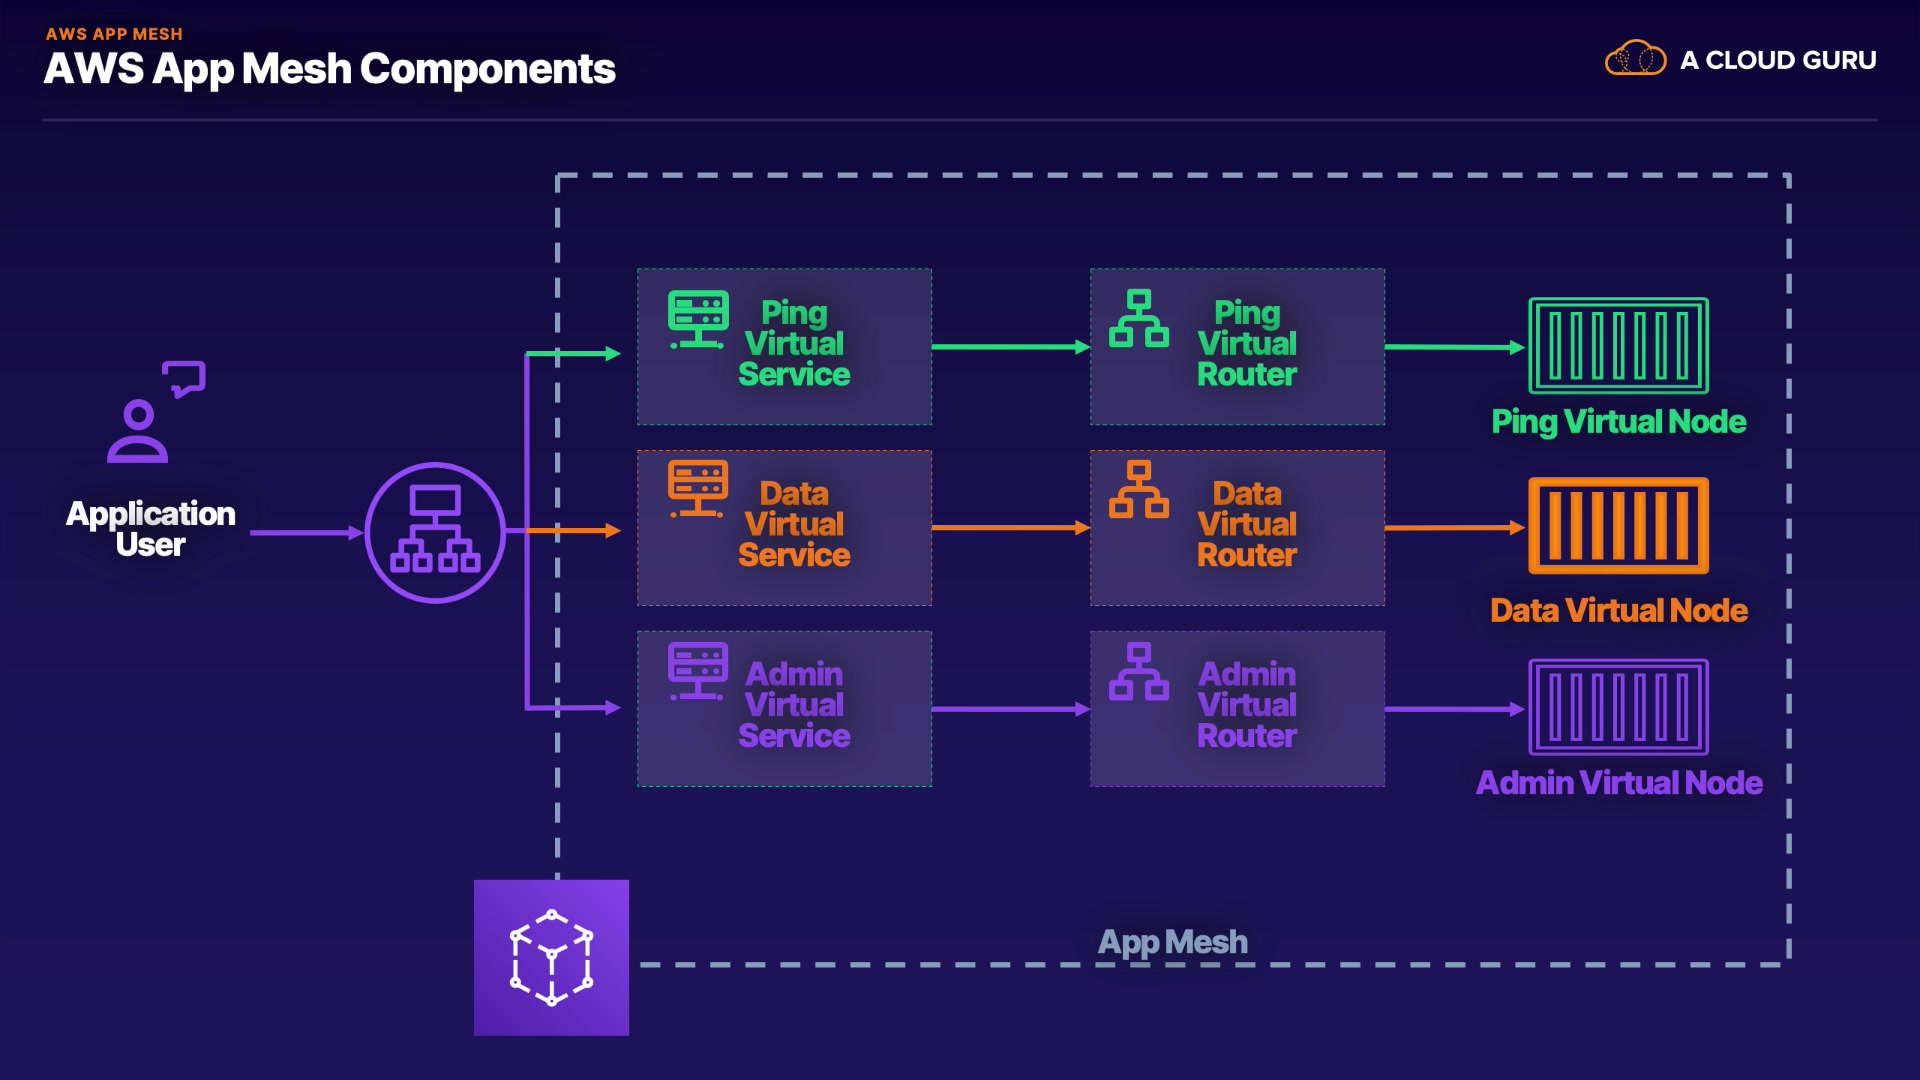 AWS APP MESH
AWS App Mesh Components
A CLOUD GURU
Application
User
Ping
Virtual
Service
Ping
Virtual
Router
Ping Virtual Node
Data
Virtual
Service
Data
Virtual
Router
Data Virtual Node
Admin
Virtual
Service
Admin
Virtual
Router
Admin Virtual Node
App Mesh